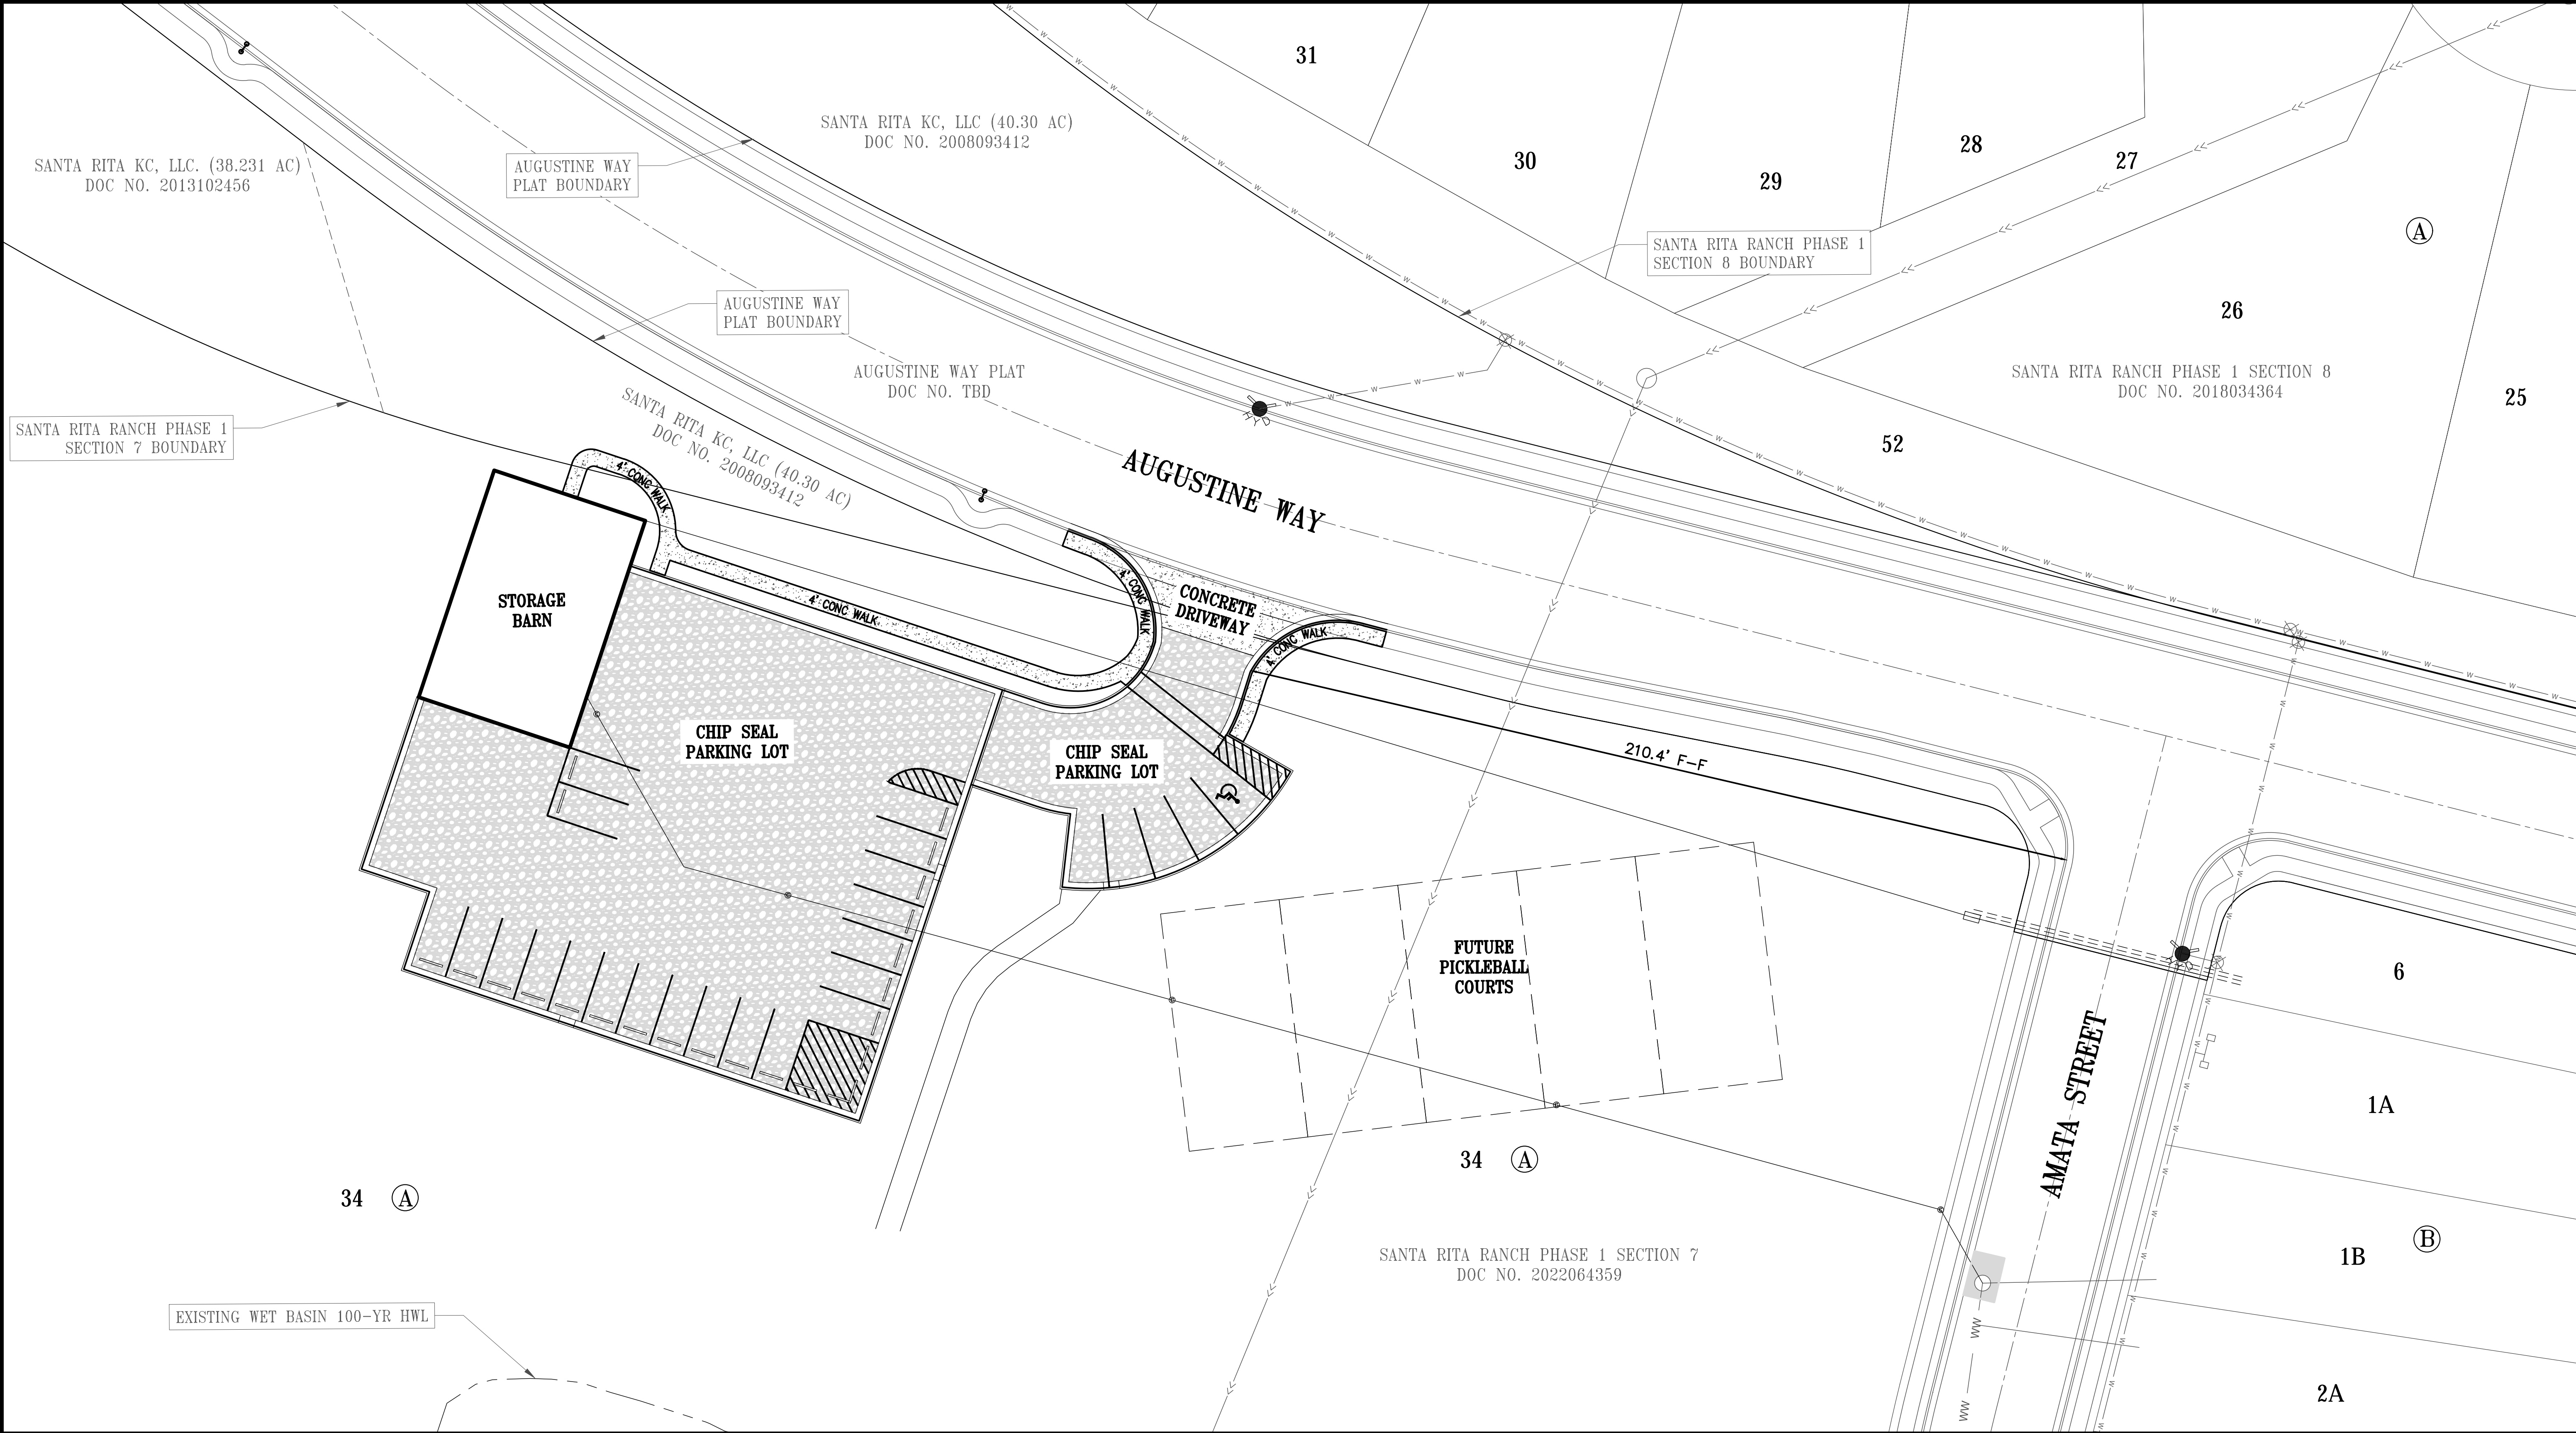 31
SANTA RITA KC, LLC (40.30 AC)
DOC NO. 2008093412
SANTA RITA KC, LLC. (38.231 AC)
DOC NO. 2013102456
AUGUSTINE WAY
PLAT BOUNDARY
30
29
28
27
A
SANTA RITA RANCH PHASE 1
SECTION 8 BOUNDARY
AUGUSTINE WAY
PLAT BOUNDARY
26
AUGUSTINE WAY PLAT
DOC NO. TBD
SANTA RITA RANCH PHASE 1 SECTION 8
DOC NO. 2018034364
25
SANTA RITA KC, LLC (40.30 AC)
DOC NO. 2008093412
HYD
SANTA RITA RANCH PHASE 1
SECTION 7 BOUNDARY
52
AUGUSTINE WAY
4' CONC WALK
STORAGE
BARN
4' CONC WALK
4' CONC WALK
CONCRETE
DRIVEWAY
4' CONC WALK
CHIP SEAL
PARKING LOT
CHIP SEAL
PARKING LOT
210.4' F-F
FUTURE
PICKLEBALL
COURTS
HYD
6
AMATA STREET
1A
34 A
34 A
1B
B
SANTA RITA RANCH PHASE 1 SECTION 7
DOC NO. 2022064359
EXISTING WET BASIN 100-YR HWL
WW
WW
2A